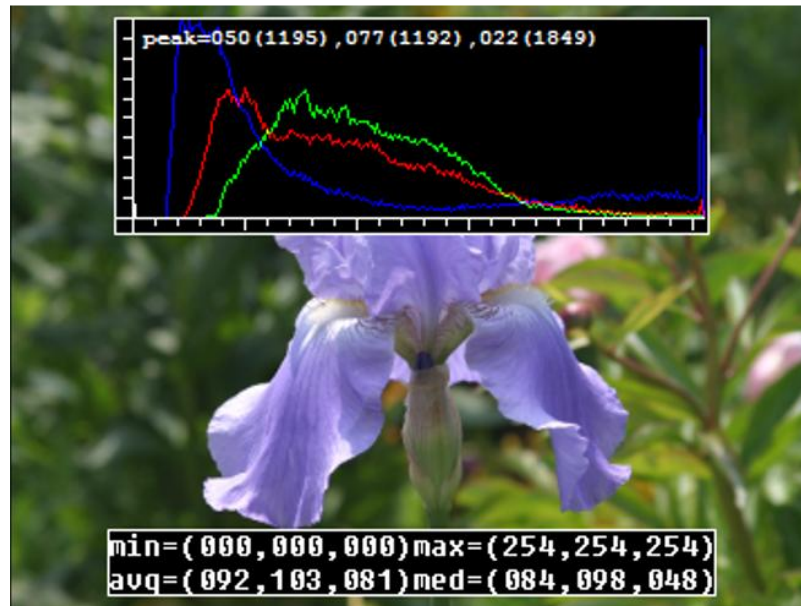 peak=050(1195),077(1192),022(1849)
min=(000,000,000)max=(254,254,254)
avg=(092,103,081)med=(084,098,048)